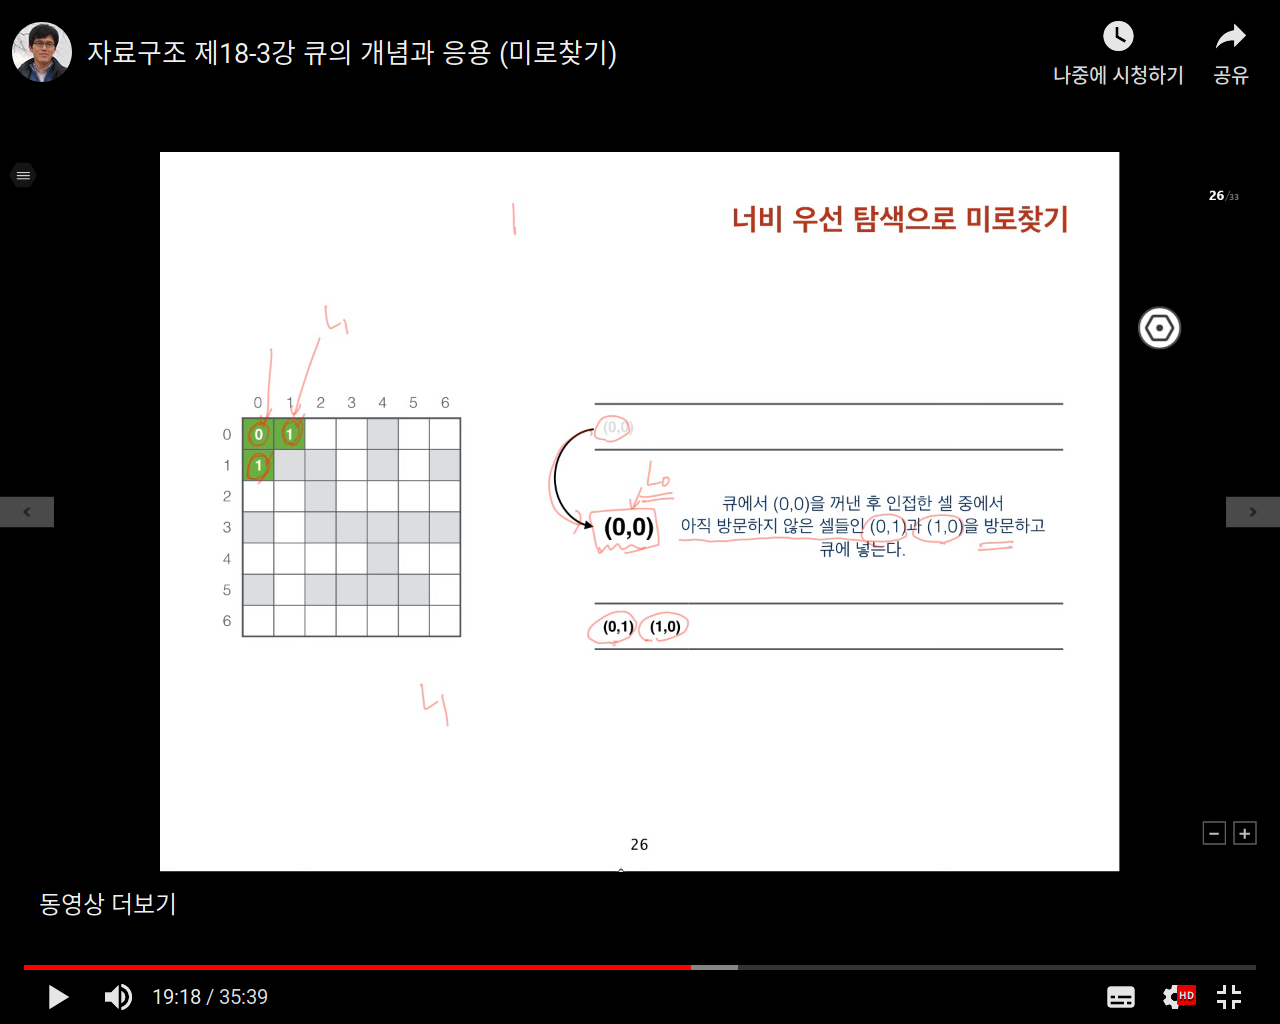 자료구조 제18-3강 큐의 개념과 응용 (미로찾기)
나중에 시청하기
공유
26/33
너비 우선 탐색으로 미로찾기
L1
0 1 2 3 4 5 6
0 0 1
1 1
2
3
4
5
6
(0,0)
L0
(0,0)
큐에서 (0,0)을 꺼낸 후 인접한 셀 중에서
아직 방문하지 않은 셀들인 (0,1)과 (1,0)을 방문하고
큐에 넣는다.
(0,1) (1,0)
L1
26
동영상 더보기
19:18 / 35:39
HD